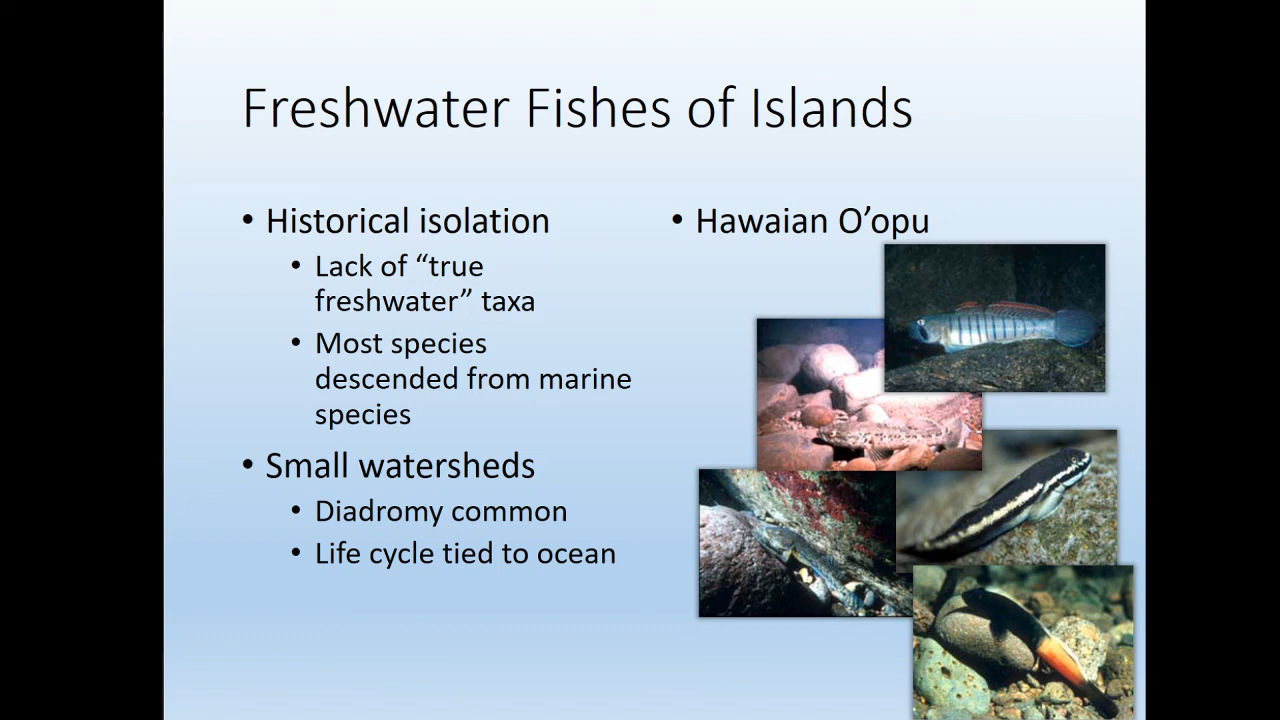 Freshwater Fishes of Islands
• Historical isolation
• Lack of “true
freshwater” taxa
• Most species
descended from marine
species
• Small watersheds
• Diadromy common
• Life cycle tied to ocean
• Hawaian O’opu